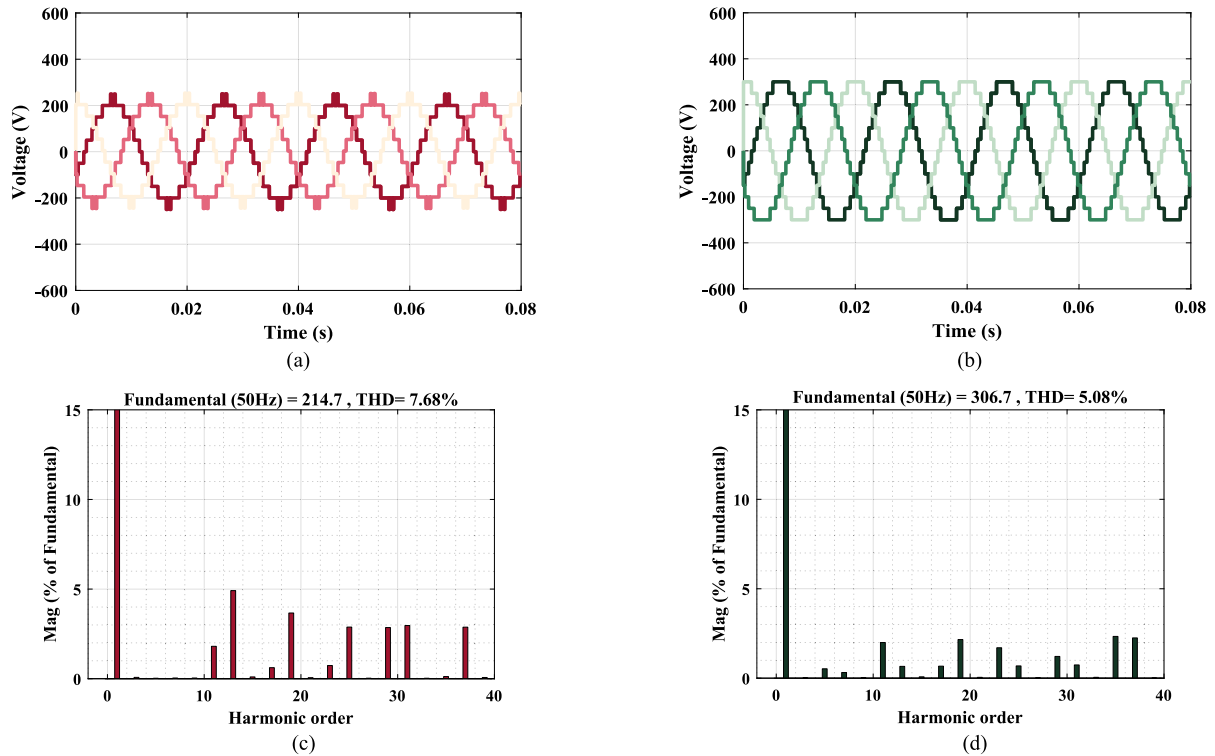 600
400
200
0
-200
-400
-600
Voltage (V)
0 0.02 0.04 0.06 0.08
Time (s)
(a)
600
400
200
0
-200
-400
-600
Voltage (V)
0 0.02 0.04 0.06 0.08
Time (s)
(b)
Fundamental (50Hz) = 214.7 , THD= 7.68%
15
10
5
0
Mag (% of Fundamental)
0 10 20 30 40
Harmonic order
(c)
Fundamental (50Hz) = 306.7 , THD= 5.08%
15
10
5
0
Mag (% of Fundamental)
0 10 20 30 40
Harmonic order
(d)